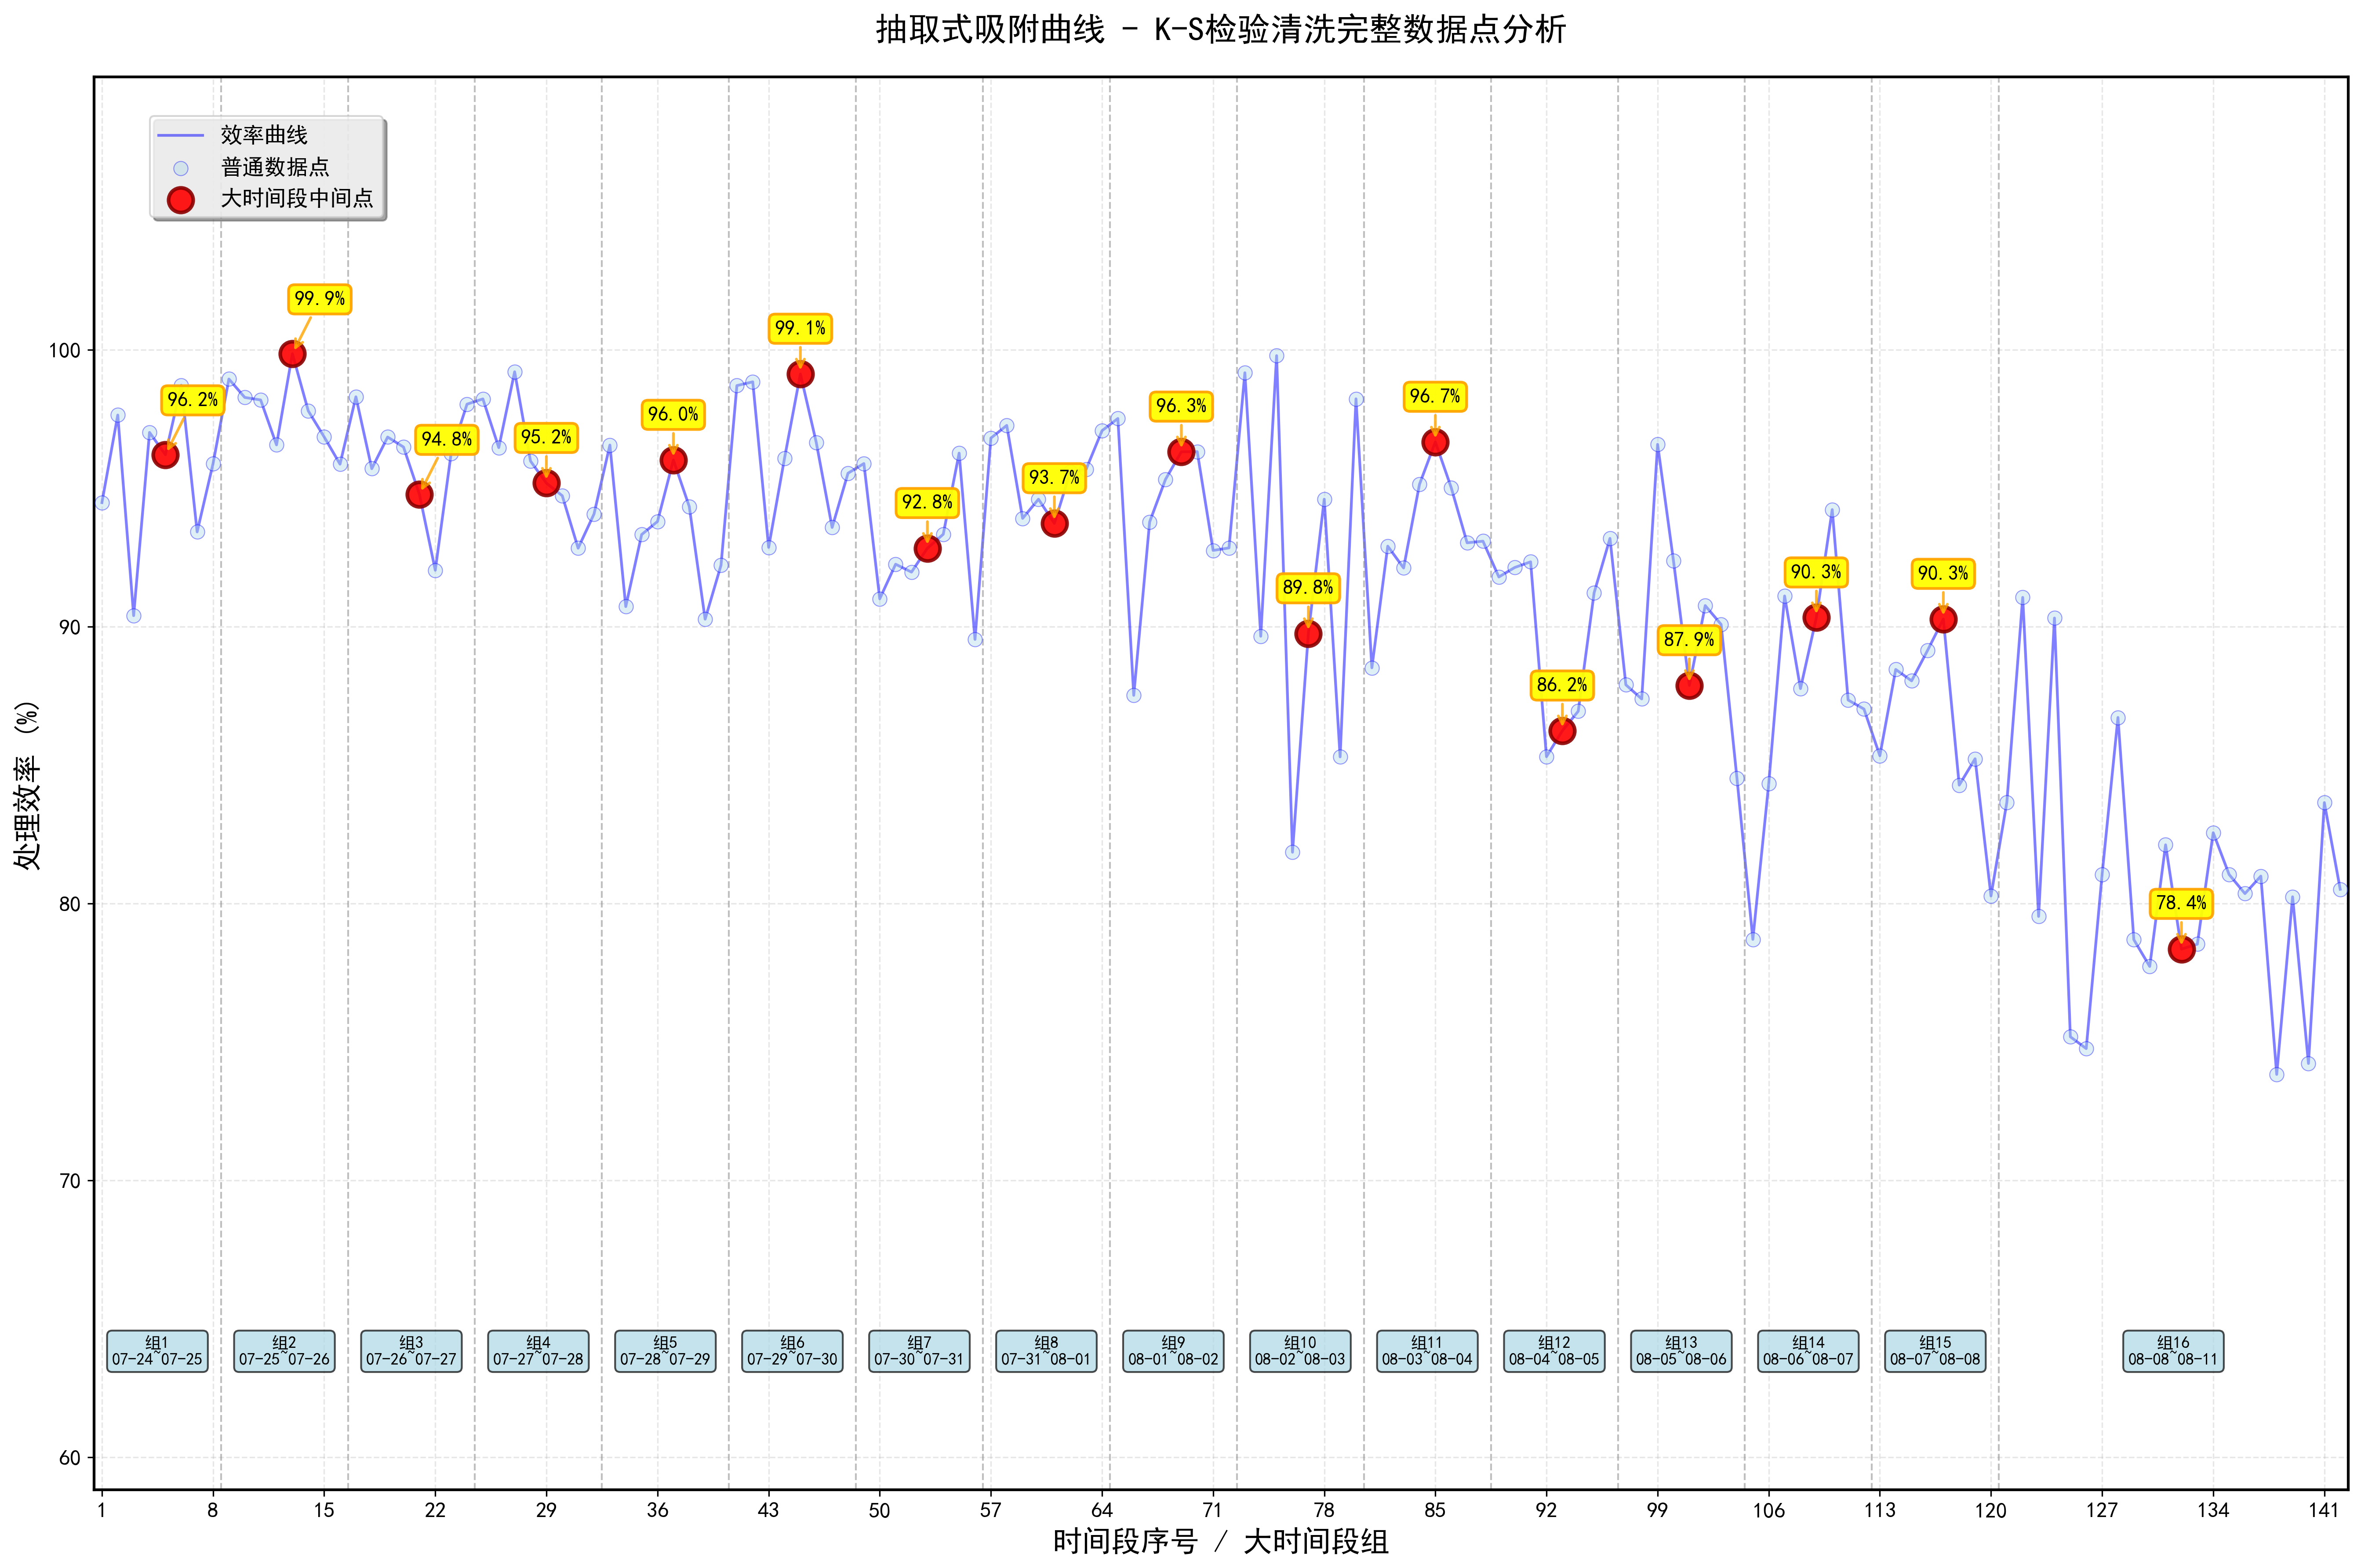 抽取式吸附曲线 - K-S检验清洗完整数据点分析
效率曲线
普通数据点
大时间段中间点
处理效率 (%)
100
90
80
70
60
96.2%
99.9%
94.8%
95.2%
96.0%
99.1%
92.8%
93.7%
96.3%
89.8%
96.7%
86.2%
87.9%
90.3%
90.3%
78.4%
组1
07-24~07-25
组2
07-25~07-26
组3
07-26~07-27
组4
07-27~07-28
组5
07-28~07-29
组6
07-29~07-30
组7
07-30~07-31
组8
07-31~08-01
组9
08-01~08-02
组10
08-02~08-03
组11
08-03~08-04
组12
08-04~08-05
组13
08-05~08-06
组14
08-06~08-07
组15
08-07~08-08
组16
08-08~08-11
1 8 15 22 29 36 43 50 57 64 71 78 85 92 99 106 113 120 127 134 141
时间段序号 / 大时间段组